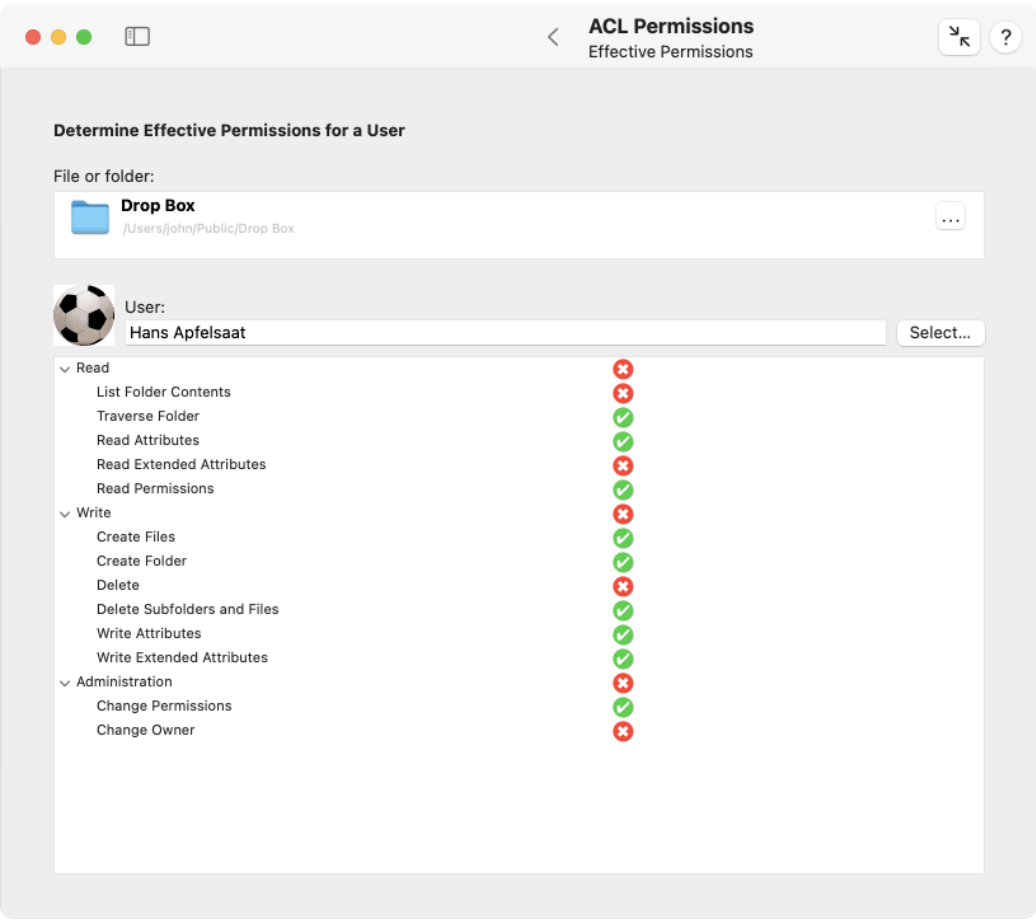 ACL Permissions
Effective Permissions
?
Determine Effective Permissions for a User
File or folder:
Drop Box
/Users/john/Public/Drop Box
...
User:
Hans Apfelsaat
Select...
Read
List Folder Contents
Traverse Folder
Read Attributes
Read Extended Attributes
Read Permissions
Write
Create Files
Create Folder
Delete
Delete Subfolders and Files
Write Attributes
Write Extended Attributes
Administration
Change Permissions
Change Owner